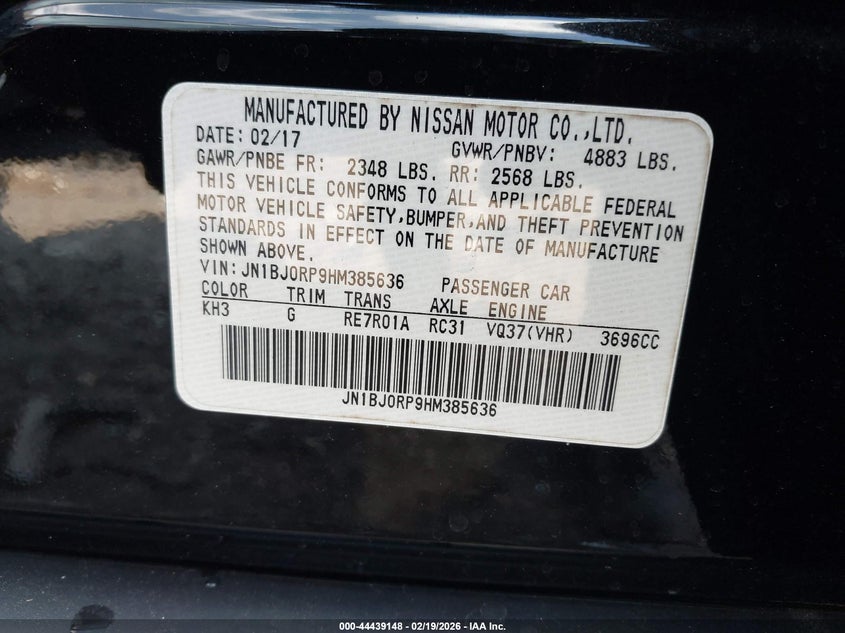 MANUFACTURED BY NISSAN MOTOR CO.,LTD.
DATE: 02/17 GVWR/PNBV: 4883 LBS.
GAWR/PNBE FR: 2348 LBS. RR: 2568 LBS.
THIS VEHICLE CONFORMS TO ALL APPLICABLE FEDERAL
MOTOR VEHICLE SAFETY,BUMPER,AND THEFT PREVENTION
STANDARDS IN EFFECT ON THE DATE OF MANUFACTURE
SHOWN ABOVE.
VIN:JN1BJ0RP9HM385636 PASSENGER CAR
COLOR TRIM TRANS AXLE ENGINE
KH3 G RE7R01A RC31 VQ37(VHR) 3696CC
JN1BJ0RP9HM385636
000-44439148 - 02/19/2026 - IAA Inc.